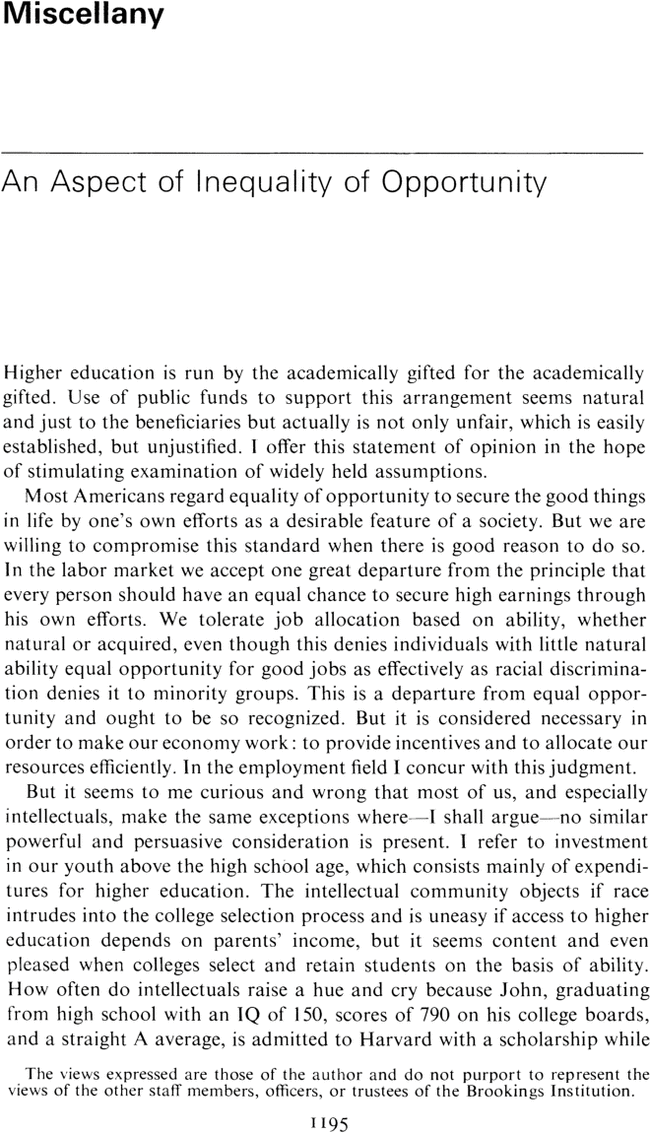 Miscellany
An Aspect of Inequality of Opportunity
Higher education is run by the academically gifted for the academically
gifted. Use of public funds to support this arrangement seems natural
and just to the beneficiaries but actually is not only unfair, which is easily
established, but unjustified. I offer this statement of opinion in the hope
of stimulating examination of widely held assumptions.
Most Americans regard equality of opportunity to secure the good things
in life by one's own efforts as a desirable feature of a society. But we are
willing to compromise this standard when there is good reason to do so.
In the labor market we accept one great departure from the principle that
every person should have an equal chance to secure high earnings through
his own efforts. We tolerate job allocation based on ability, whether
natural or acquired, even though this denies individuals with little natural
ability equal opportunity for good jobs as effectively as racial discrimina-
tion denies it to minority groups. This is a departure from equal oppor-
tunity and ought to be so recognized. But it is considered necessary in
order to make our economy work: to provide incentives and to allocate our
resources efficiently. In the employment field I concur with this judgment.
But it seems to me curious and wrong that most of us, and especially
intellectuals, make the same exceptions where—I shall argue—no similar
powerful and persuasive consideration is present. I refer to investment
in our youth above the high school age, which consists mainly of expendi-
tures for higher education. The intellectual community objects if race
intrudes into the college selection process and is uneasy if access to higher
education depends on parents' income, but it seems content and even
pleased when colleges select and retain students on the basis of ability.
How often do intellectuals raise a hue and cry because John, graduating
from high school with an IQ of 150, scores of 790 on his college boards,
and a straight A average, is admitted to Harvard with a scholarship while
The views expressed are those of the author and do not purport to represent the
views of the other staff members, officers, or trustees of the Brookings Institution.
1195